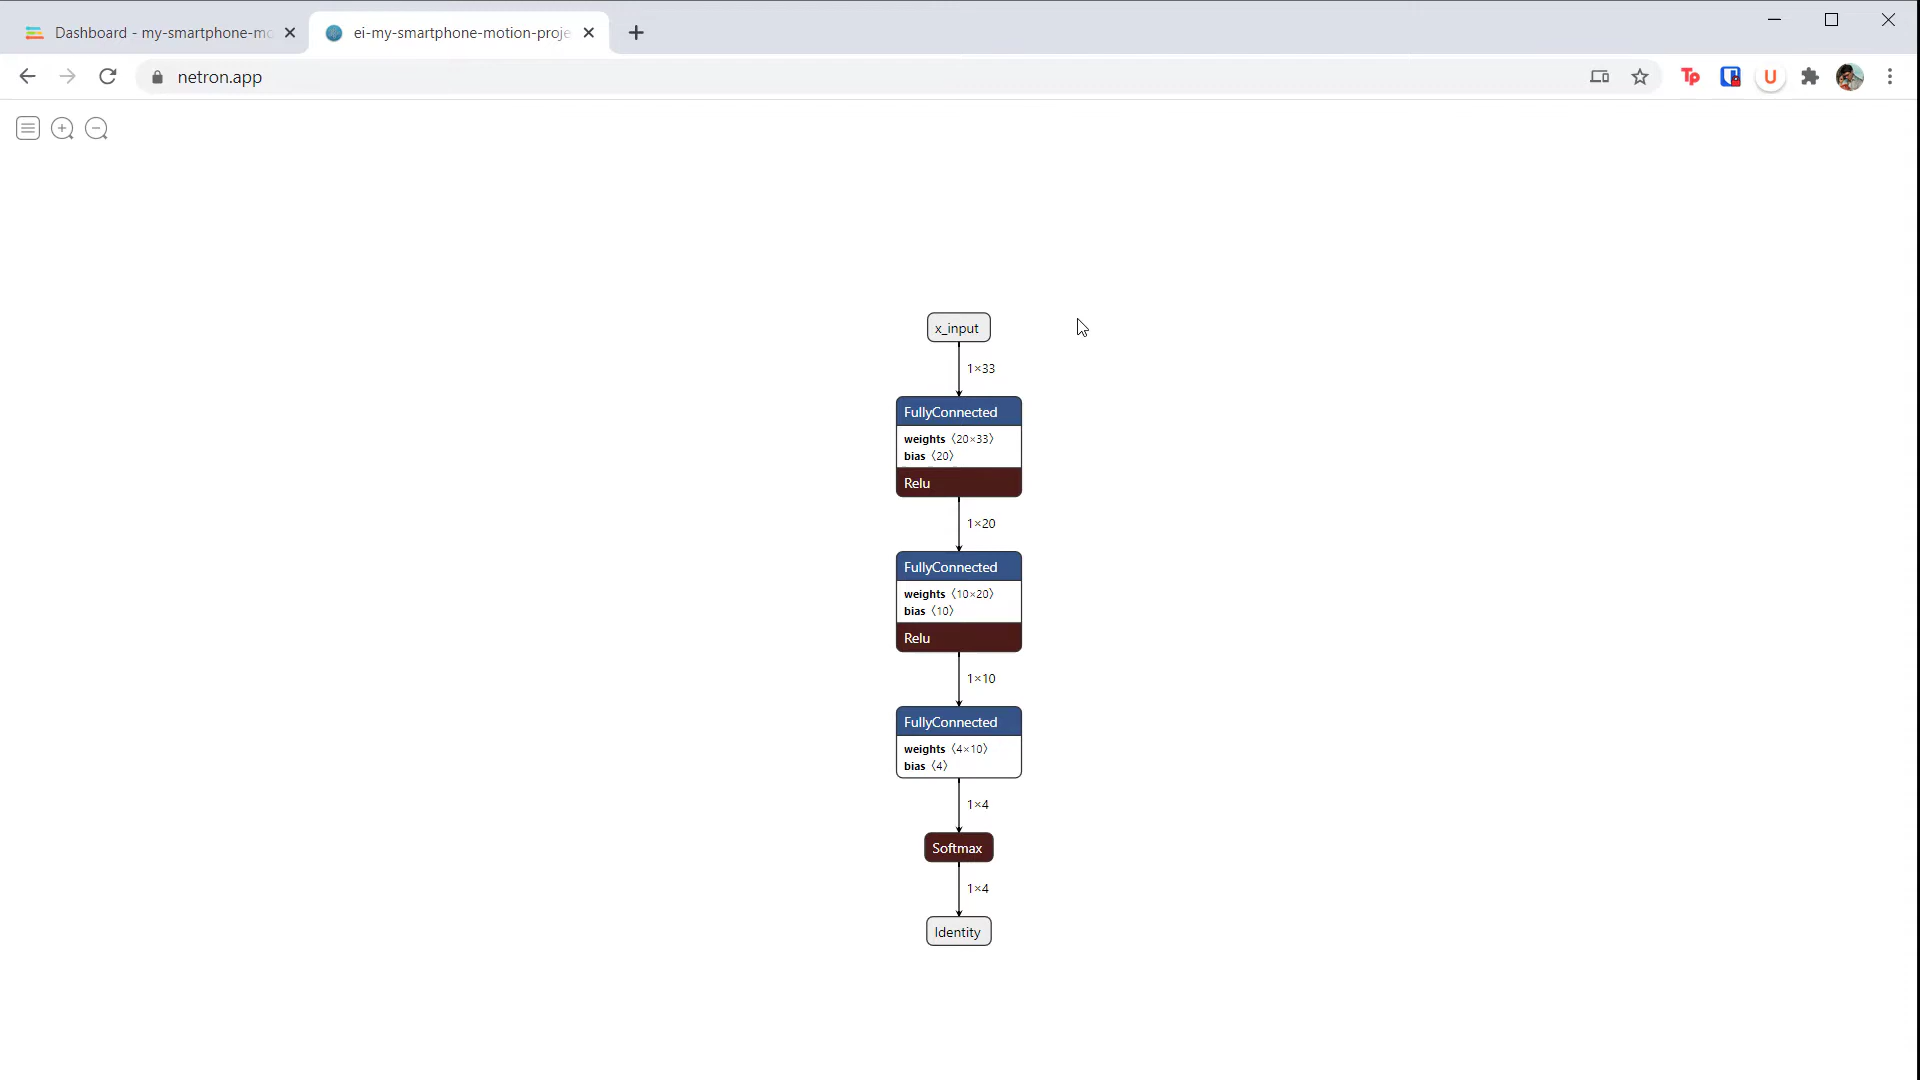 Dashboard - my-smartphone-mo
ei-my-smartphone-motion-proje
netron.app
Tp
U
x_input
1×33
FullyConnected
weights 〈20×33〉
bias 〈20〉
Relu
1×20
FullyConnected
weights 〈10×20〉
bias 〈10〉
Relu
1×10
FullyConnected
weights 〈4×10〉
bias 〈4〉
1×4
Softmax
1×4
Identity